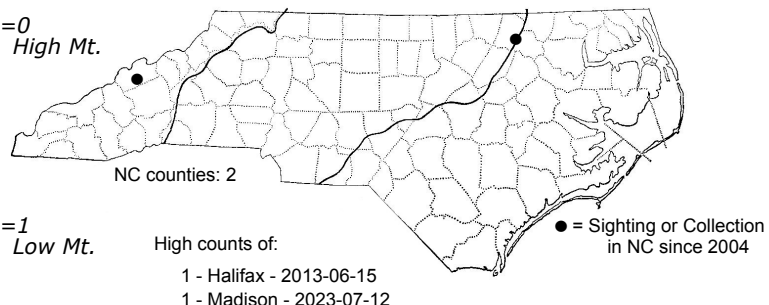 =0
High Mt.
NC counties: 2
=1
Low Mt.
High counts of:
1 - Halifax - 2013-06-15
1 - Madison - 2023-07-12
● = Sighting or Collection
in NC since 2004